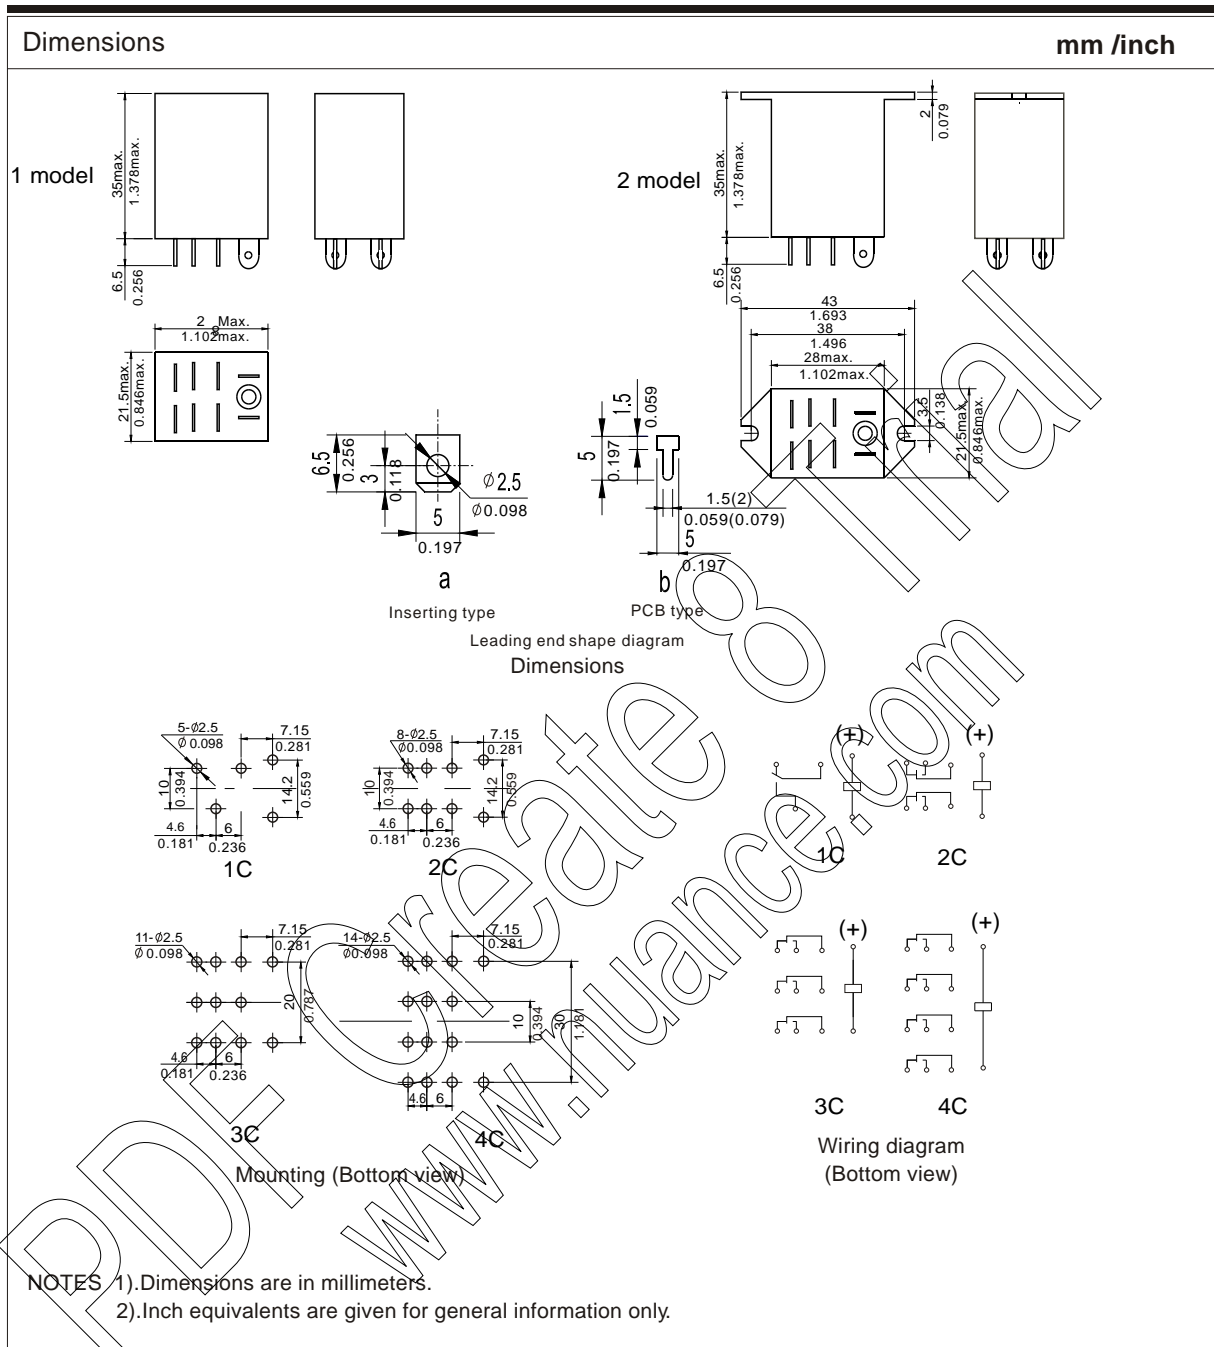 Dimensions
mm /inch
1 model
35max.
1.378max.
6.5
0.256
2 model
35max.
1.378max.
6.5
0.256
2
0.079
28 Max.
1.102max.
21.5max.
0.846max.
43
1.693
38
1.496
28max.
1.102max.
3.5
0.138
21.5max.
0.846max.
6.5
0.256
3
0.118
Ø2.5
Ø0.098
5
0.197
a
Inserting type
1.5
0.059
5
0.197
1.5(2)
0.059(0.079)
5
0.197
b
PCB type
Leading end shape diagram
Dimensions
5-Ø2.5
Ø 0.098
7.15
0.281
10
0.394
14.2
0.559
4.6
0.181
6
0.236
1C
8-Ø2.5
Ø0.098
7.15
0.281
10
0.394
14.2
0.559
4.6
0.181
6
0.236
2C
(+)
1C
(+)
2C
11-Ø2.5
Ø 0.098
7.15
0.281
20
0.787
4.6
0.181
6
0.236
3C
14-Ø2.5
Ø0.098
7.15
0.281
10
0.394
30
1.181
4.6
6
4C
Mounting (Bottom view)
(+)
3C
(+)
4C
Wiring diagram
(Bottom view)
NOTES 1).Dimensions are in millimeters.
2).Inch equivalents are given for general information only.
PDF Create 8 Trial
www.nuance.com